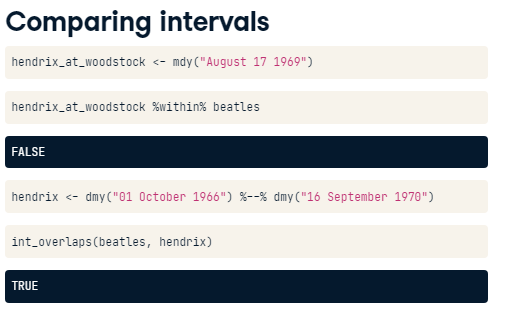 Comparing intervals
hendrix_at_woodstock <- mdy("August 17 1969")
hendrix_at_woodstock %within% beatles
FALSE
hendrix <- dmy("01 October 1966") %--% dmy("16 September 1970")
int_overlaps(beatles, hendrix)
TRUE